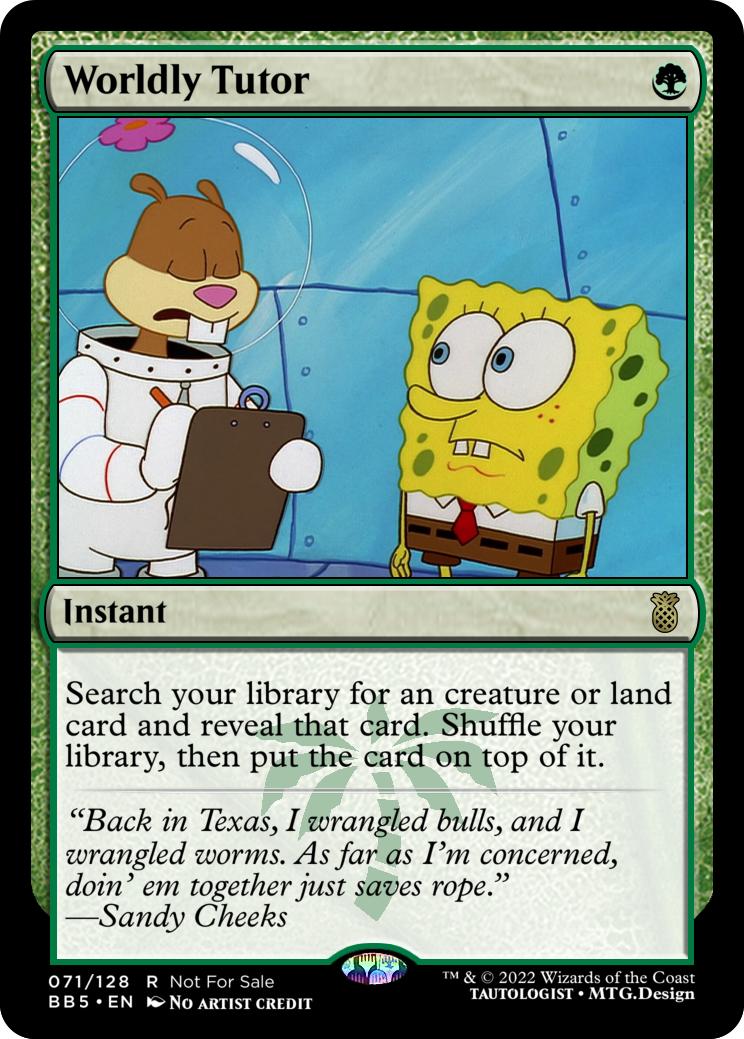 Worldly Tutor
Instant
Search your library for an creature or land
card and reveal that card. Shuffle your
library, then put the card on top of it.
“Back in Texas, I wrangled bulls, and I
wrangled worms. As far as I’m concerned,
doin’ em together just saves rope.”
—Sandy Cheeks
071/128 R Not For Sale
BB5 • EN No artist credit
™ & © 2022 Wizards of the Coast
TAUTOLOGIST • MTG.Design